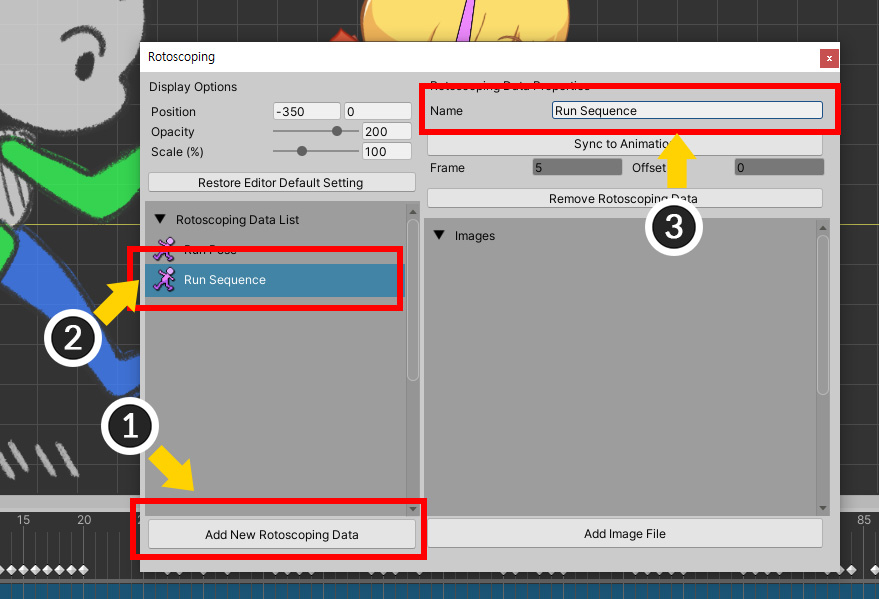 Rotoscoping
x
Display Options
Rotoscoping Data Properties
Position
-350
0
Name
Run Sequence
Opacity
200
Scale (%)
100
Sync to Animation
Frame
5
Offset
0
Restore Editor Default Setting
Remove Rotoscoping Data
3
Rotoscoping Data List
Images
Run Pose
Run Sequence
2
1
15
20
85
Add New Rotoscoping Data
Add Image File